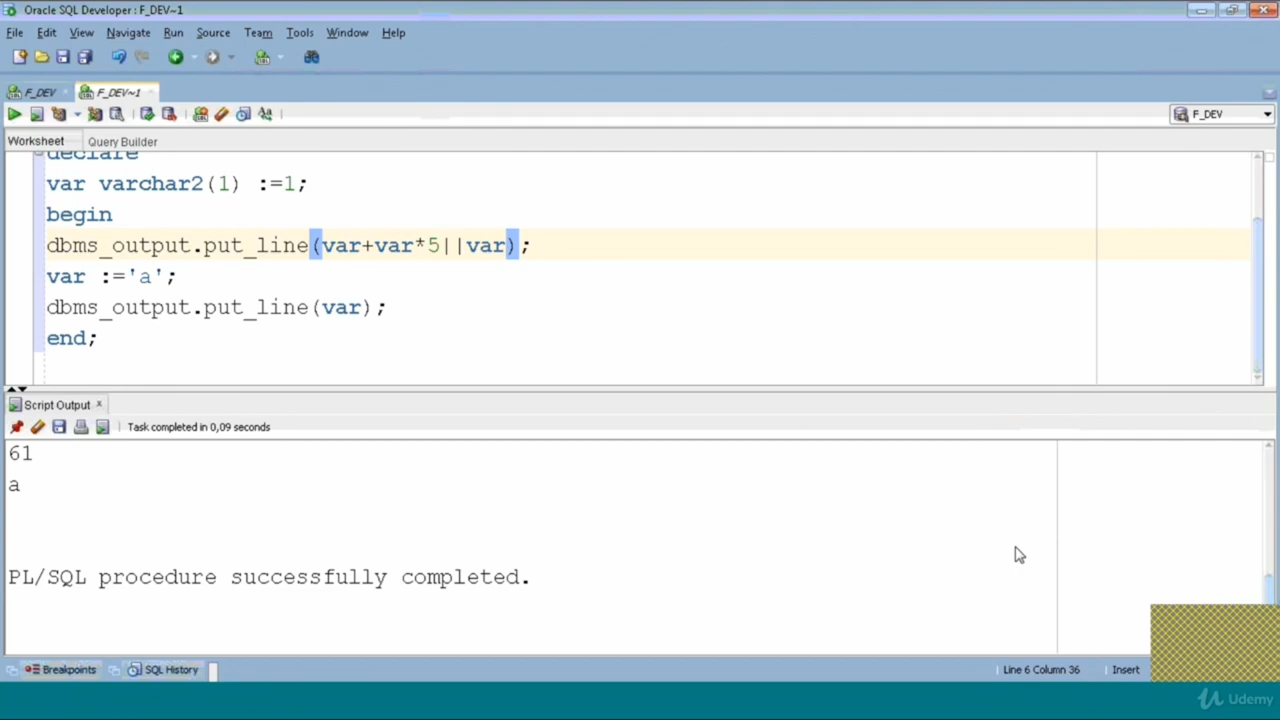 Oracle SQL Developer : F_DEV~1
File Edit View Navigate Run Source Team Tools Window Help
F_DEV F_DEV~1
F_DEV
Worksheet Query Builder
declare
var varchar2(1) :=1;
begin
dbms_output.put_line(var+var*5||var);
var :='a';
dbms_output.put_line(var);
end;
Script Output x
Task completed in 0,09 seconds
61
a
PL/SQL procedure successfully completed.
Breakpoints SQL History Line 6 Column 36 Insert
Udemy